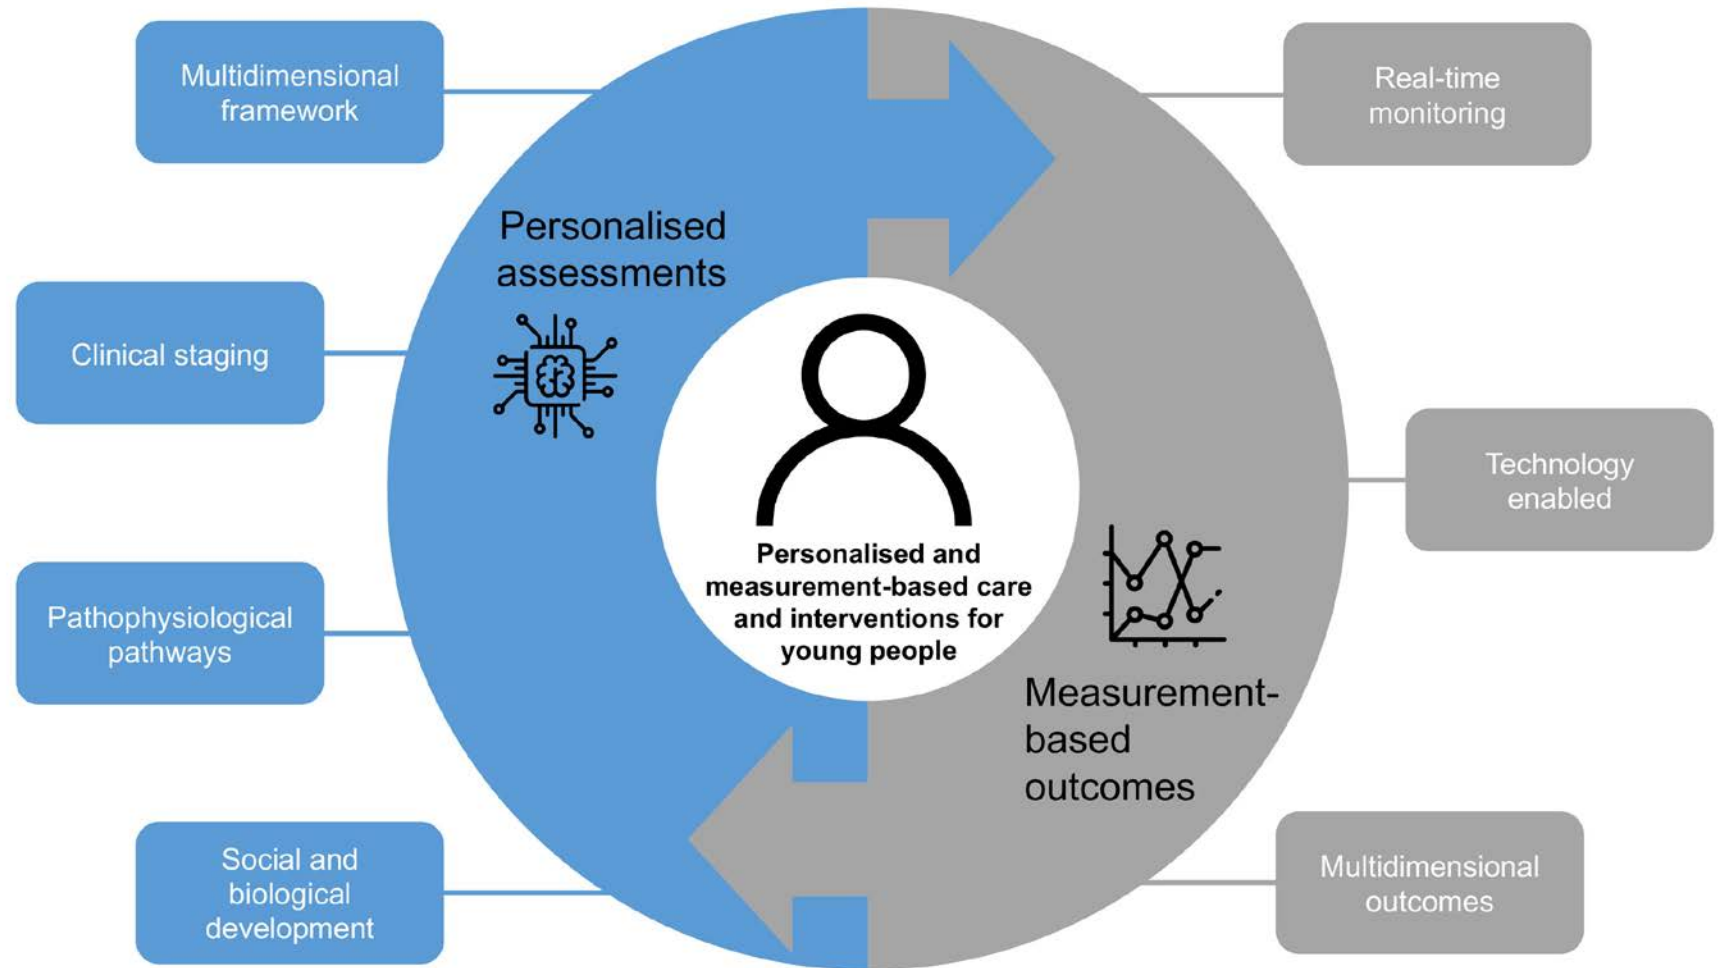 Multidimensional
framework
Clinical staging
Pathophysiological
pathways
Social and
biological
development
Personalised
assessments
Personalised and
measurement-based care
and interventions for
young people
Measurement-
based
outcomes
Real-time
monitoring
Technology
enabled
Multidimensional
outcomes